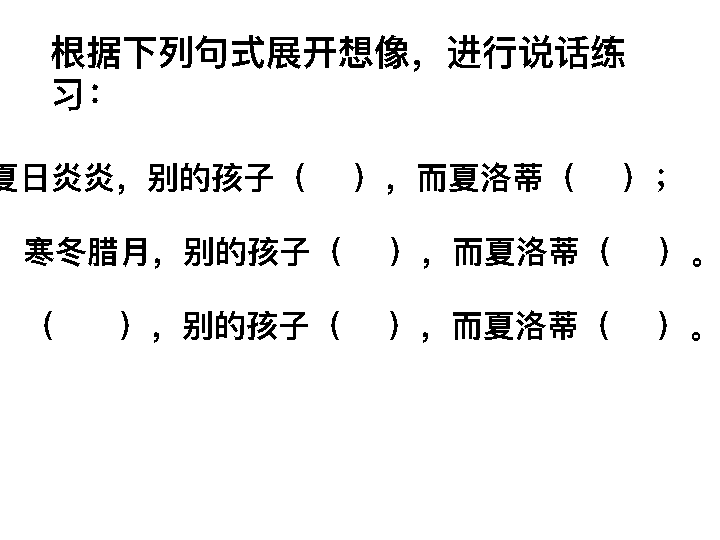 根据下列句式展开想像，进行说话练
习：
夏日炎炎，别的孩子（　），而夏洛蒂（　）；
寒冬腊月，别的孩子（　），而夏洛蒂（　）。
（　　），别的孩子（　），而夏洛蒂（　）。